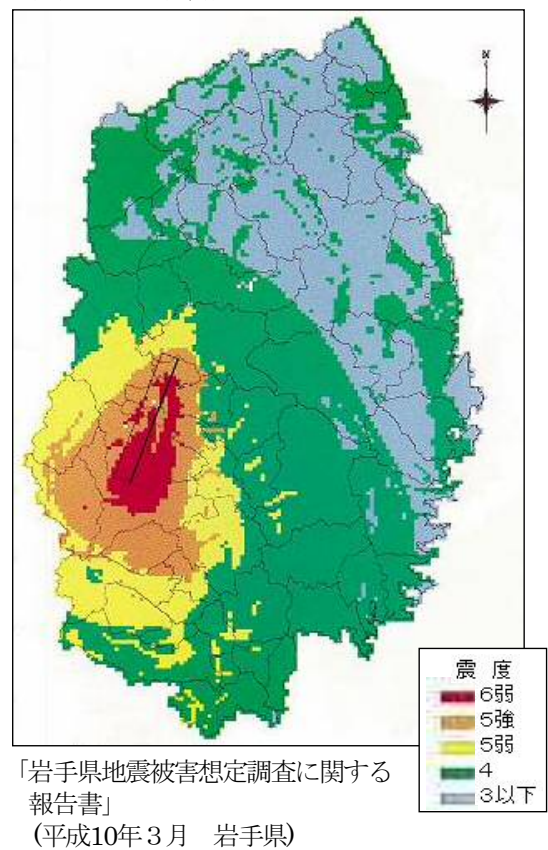 N
震度
6弱
5強
5弱
4
3以下
「岩手県地震被害想定調査に関する
報告書」
(平成10年３月　岩手県)